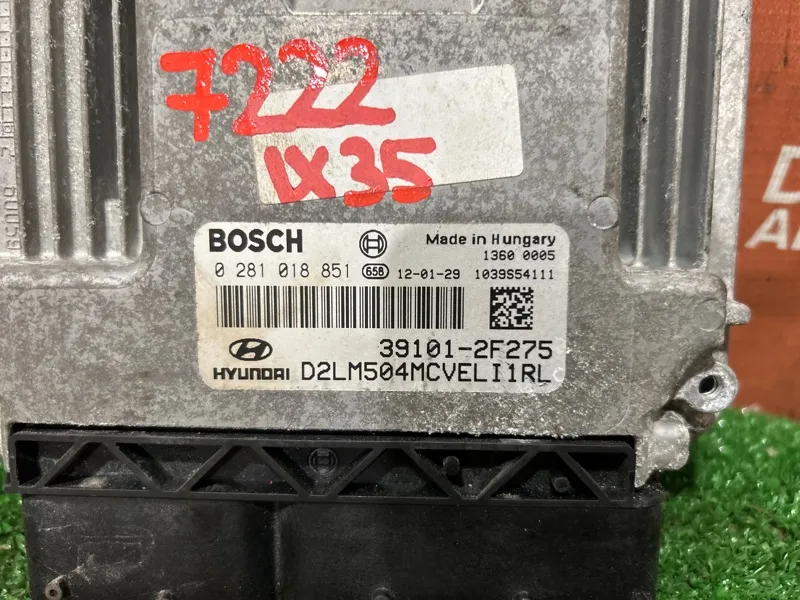 7222
IX35
BOSCH Made in Hungary
1360 0005
0 281 018 851 658 12-01-29 1039S54111
39101-2F275
HYUNDAI D2LM504MCVELI1RL